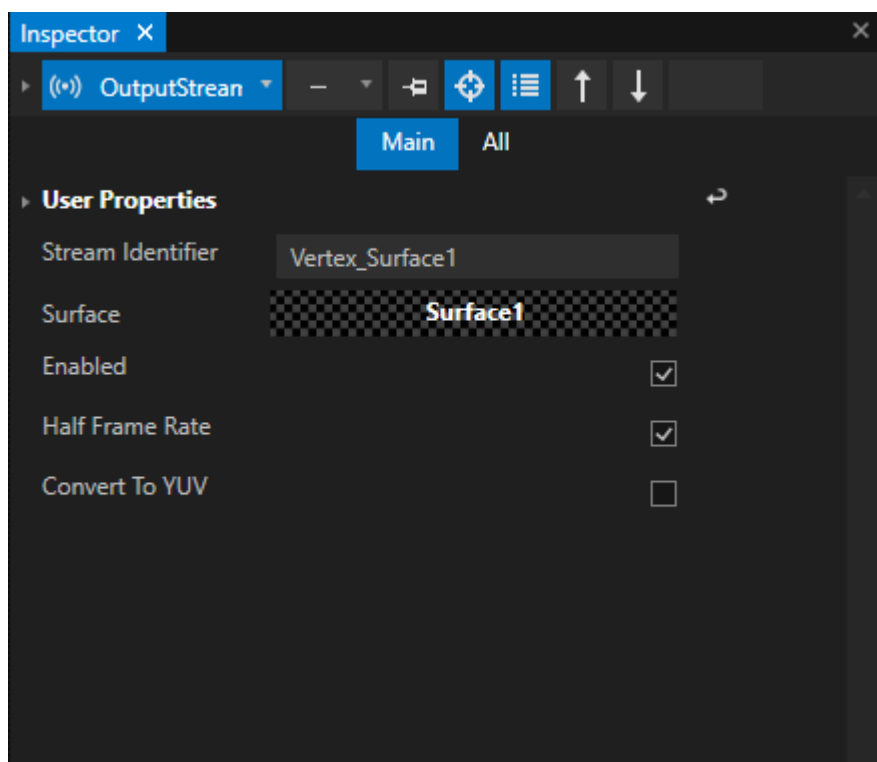 Inspector
OutputStrean
Main All
User Properties
Stream Identifier Vertex_Surface1
Surface Surface1
Enabled
Half Frame Rate
Convert To YUV